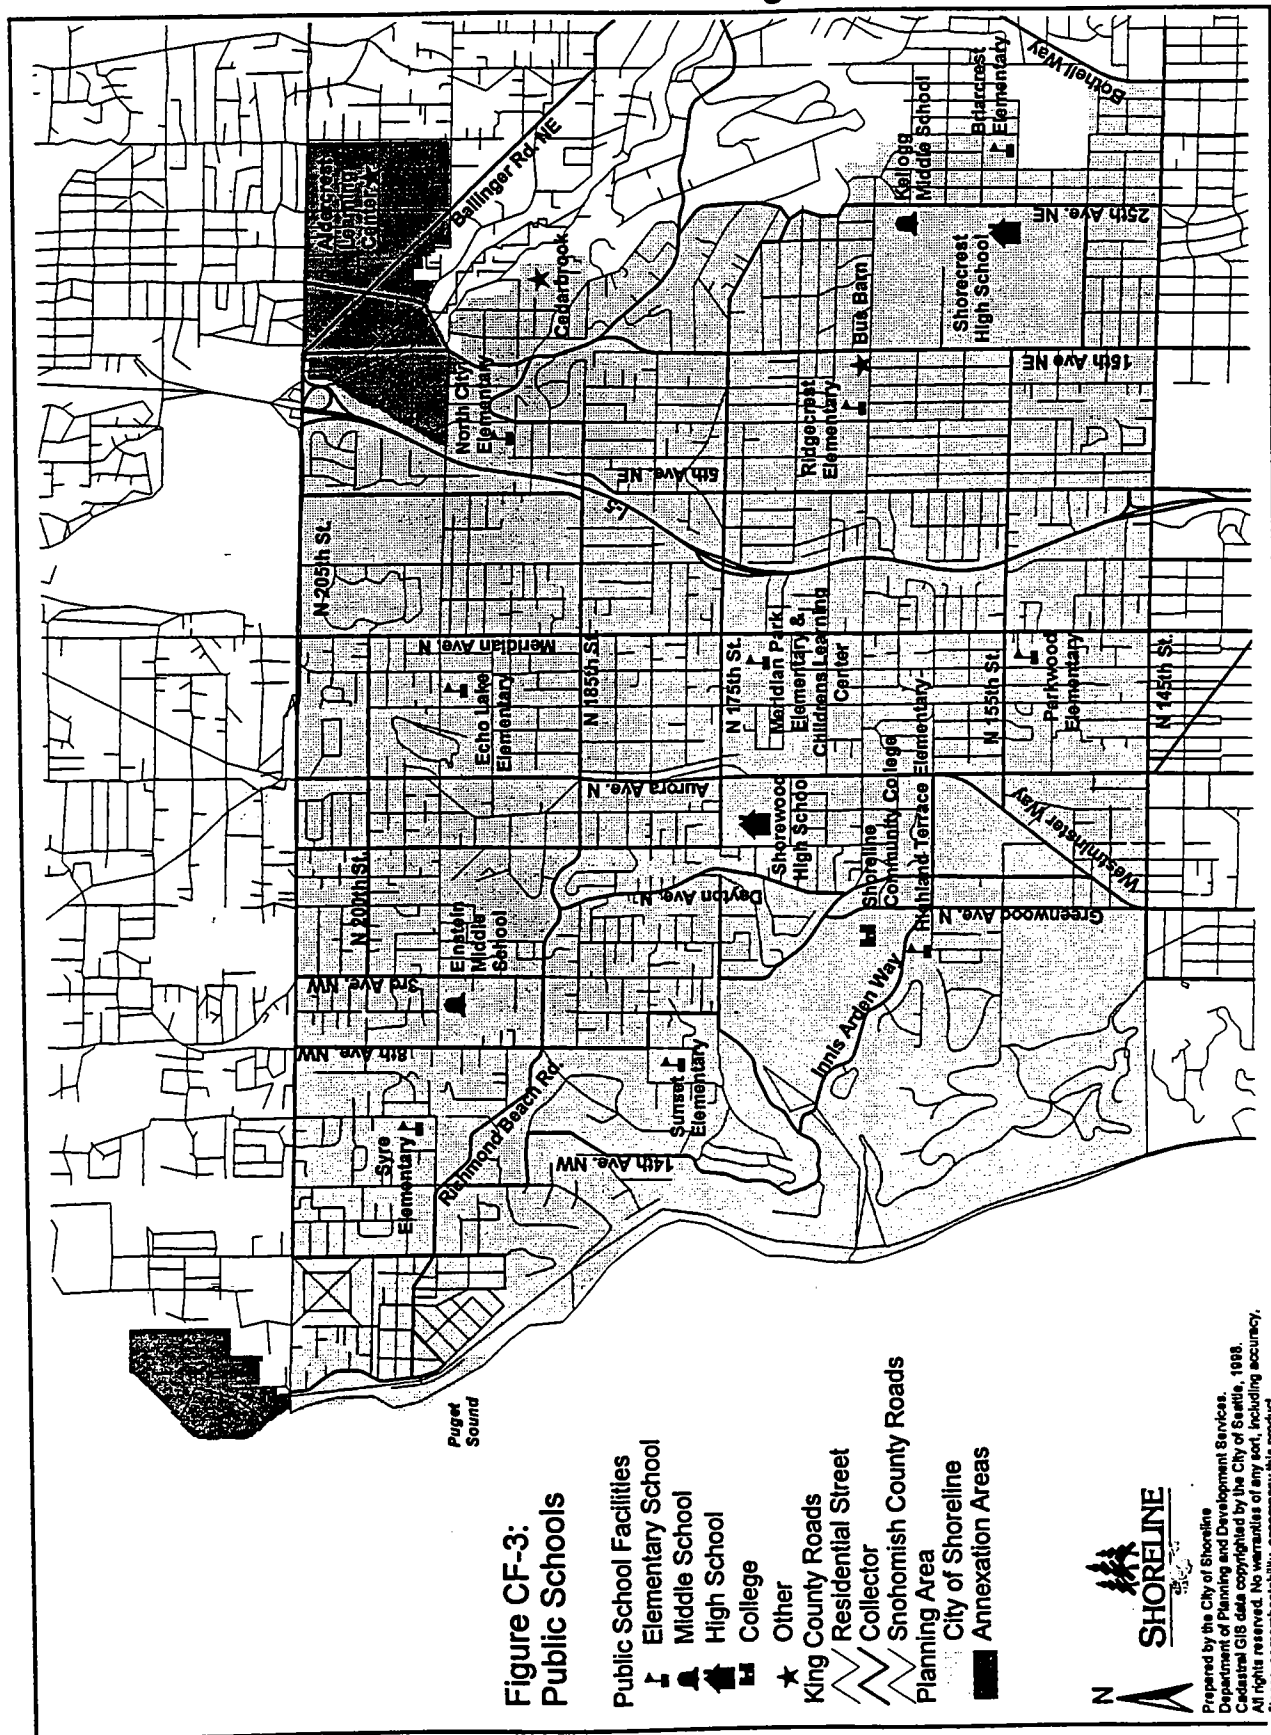 Figure CF-3:
Public Schools
Public School Facilities
Elementary School
Middle School
High School
College
Other
King County Roads
Residential Street
Collector
Snohomish County Roads
Planning Area
City of Shoreline
Annexation Areas
N
SHORELINE
Prepared by the City of Shoreline
Department of Planning and Development Services.
Cadastral GIS data copyrighted by the City of Seattle, 1998.
All rights reserved. No warranties of any sort, including accuracy,
Puget
Sound
Syre
Elementary
Richmond Beach Rd.
14th Ave. NW
8th Ave. NW
3rd Ave. NW
Einstein
Middle
School
N 200th St.
Sunset
Elementary
Innis Arden Way
Dayton Ave. N
Greenwood Ave. N
Westminster Way
Shorewood
High Schoo
Shoreline
Community College
Richland Terrace Elementary
Aurora Ave. N
Echo Lake
Elementary
Meridian Ave. N
N 205th St.
N 185th St.
N 175th St.
Meridian Park
Elementary &
Childrens Learning
Center
N 155th St.
Parkwood
Elementary
N 145th St.
I-5
5th Ave. NE
North City
Elementary
Ridgecrest
Elementary
Bue Barn
15th Ave NE
Aldercrest
Learning
Center
Ballinger Rd. NE
Cedarbrook
Shorecrest
High School
25th Ave. NE
Kellogg
Middle School
Briarcrest
Elementary
Bothell Way